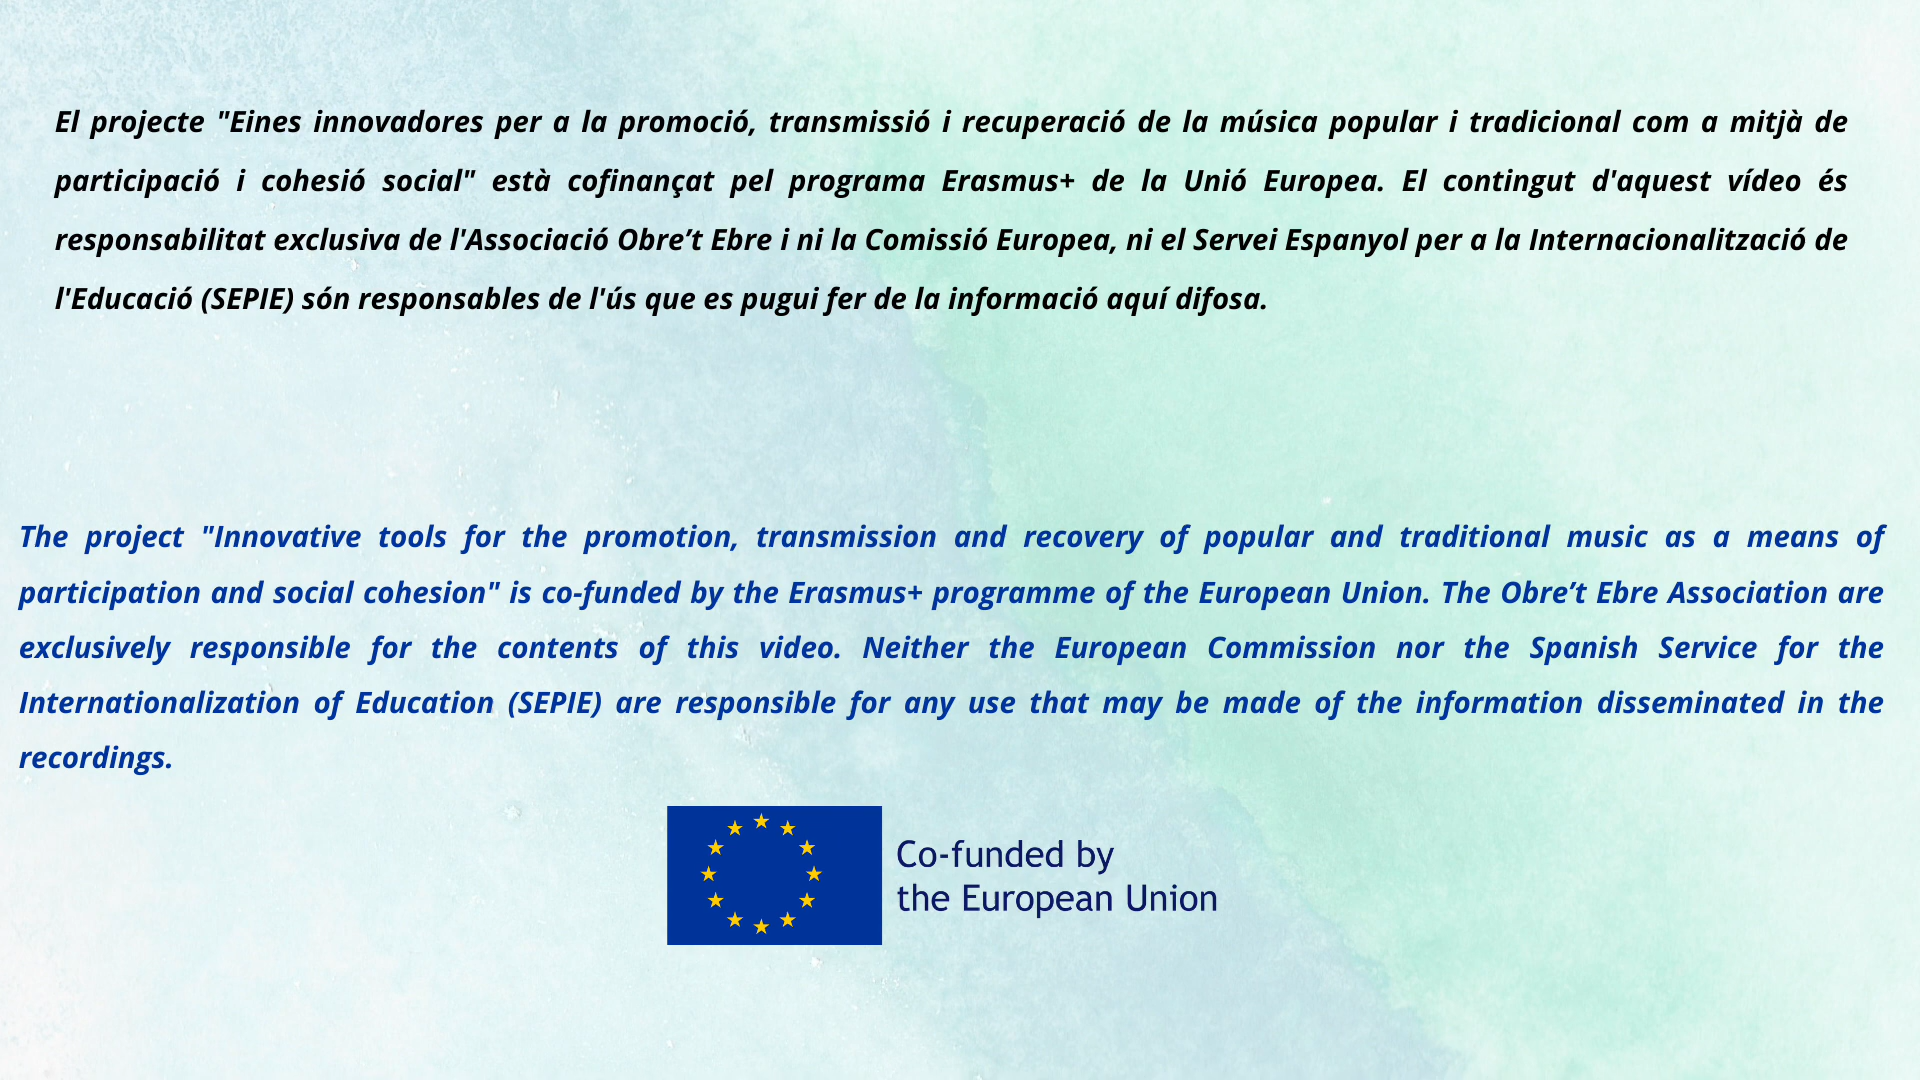 El projecte "Eines innovadores per a la promoció, transmissió i recuperació de la música popular i tradicional com a mitjà de
participació i cohesió social" està cofinançat pel programa Erasmus+ de la Unió Europea. El contingut d'aquest vídeo és
responsabilitat exclusiva de l'Associació Obre’t Ebre i ni la Comissió Europea, ni el Servei Espanyol per a la Internacionalització de
l'Educació (SEPIE) són responsables de l'ús que es pugui fer de la informació aquí difosa.
The project "Innovative tools for the promotion, transmission and recovery of popular and traditional music as a means of
participation and social cohesion" is co-funded by the Erasmus+ programme of the European Union. The Obre’t Ebre Association are
exclusively responsible for the contents of this video. Neither the European Commission nor the Spanish Service for the
Internationalization of Education (SEPIE) are responsible for any use that may be made of the information disseminated in the
recordings.
Co-funded by
the European Union